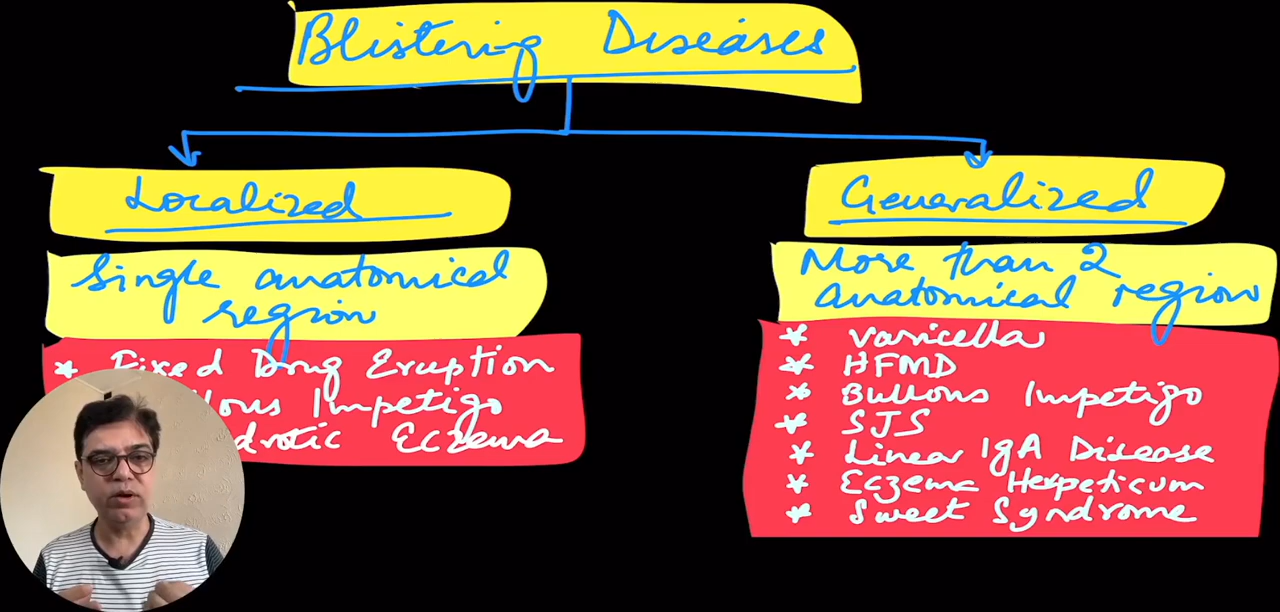 Blistering Diseases
Localized
Generalized
Single anatomical
region
More than 2
anatomical region
* Fixed Drug Eruption
Impetigo
Eczema
* Varicella
* HFMD
* Bullous Impetigo
* SJS
* Linear IgA Disease
* Eczema Herpeticum
* Sweet Syndrome